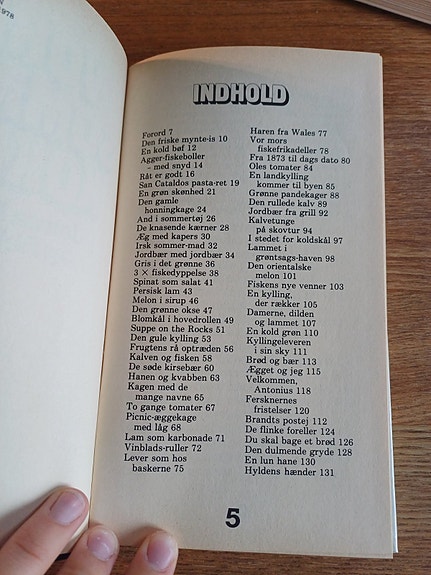 1978
INDHOLD
Forord 7
Den friske mynte-is 10
En kold bøf 12
Agger-fiskeboller
– med snyd 14
Råt er godt 16
San Cataldos pasta-ret 19
En grøn skønhed 21
Den gamle
honningkage 24
And i sommertøj 26
De knasende kærner 28
Æg med kapers 30
Irsk sommer-mad 32
Jordbær med jordbær 34
Gris i det grønne 36
3 × fiskedyppelse 38
Spinat som salat 41
Persisk lam 43
Melon i sirup 46
Den grønne okse 47
Blomkål i hovedrollen 49
Suppe on the Rocks 51
Den gule kylling 53
Frugtens rå optræden 56
Kalven og fisken 58
De søde kirsebær 60
Hanen og kvabben 63
Kagen med de
mange navne 65
To gange tomater 67
Picnic-æggekage
med låg 68
Lam som karbonade 71
Vinblads-ruller 72
Lever som hos
baskerne 75
Haren fra Wales 77
Vor mors
fiskefrikadeller 78
Fra 1873 til dags dato 80
Oles tomater 84
En landkylling
kommer til byen 85
Grønne pandekager 88
Den rullede kalv 89
Jordbær fra grill 92
Kalvetunge
på skovtur 94
I stedet for koldskål 97
Lammet i
grøntsags-haven 98
Den orientalske
melon 101
Fiskens nye venner 103
En kylling,
der rækker 105
Damerne, dilden
og lammet 107
En kold grøn 110
Kyllingeleveren
i sin sky 111
Brød og bær 113
Ægget og jeg 115
Velkommen,
Antonius 118
Ferksnernes
fristelser 120
Brandts postej 112
De flinke foreller 124
Du skal bage et brød 126
Den dulmende gryde 128
En lun hane 130
Hyldens hænder 131
5